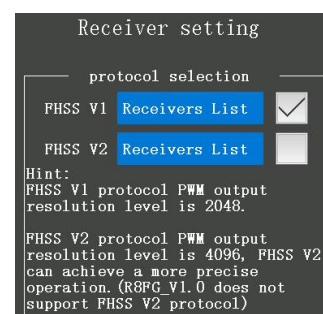 Receiver setting
protocol selection
FHSS V1 Receivers List
FHSS V2 Receivers List
Hint:
FHSS V1 protocol PWM output
resolution level is 2048.
FHSS V2 protocol PWM output
resolution level is 4096, FHSS V2
can achieve a more precise
operation. (R8FG_V1.0 does not
support FHSS V2 protocol)